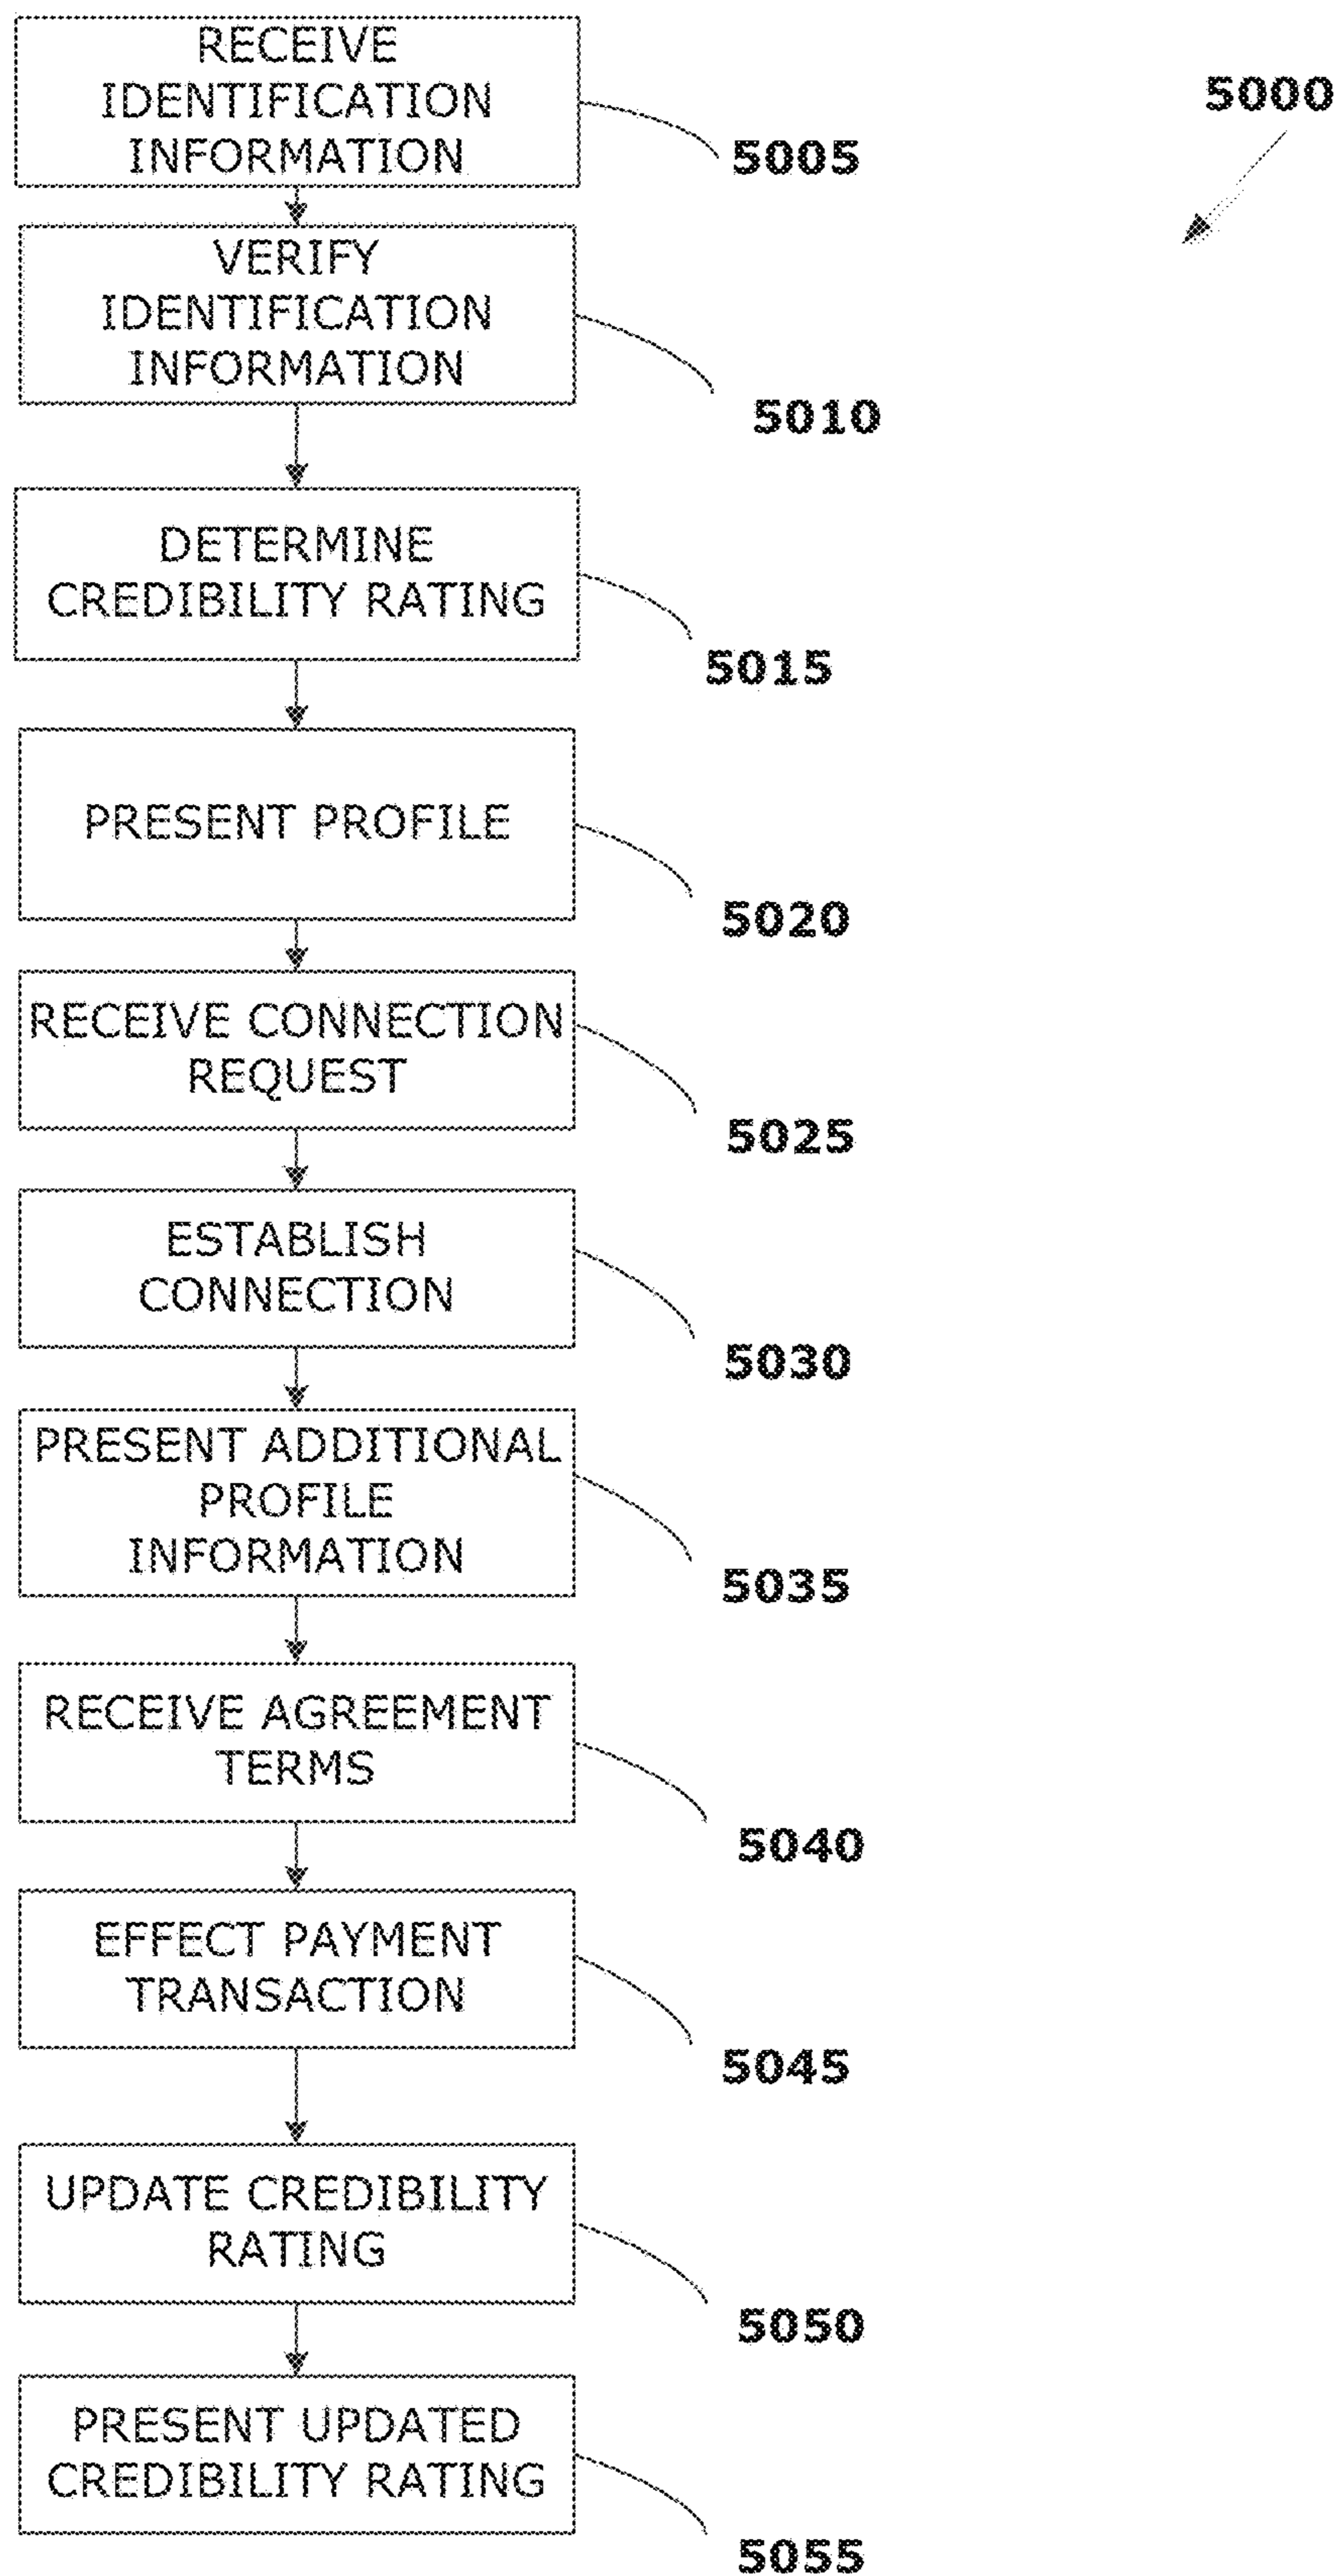 RECEIVE
IDENTIFICATION
INFORMATION
5005
5000
VERIFY
IDENTIFICATION
INFORMATION
5010
DETERMINE
CREDIBILITY RATING
5015
PRESENT PROFILE
5020
RECEIVE CONNECTION
REQUEST
5025
ESTABLISH
CONNECTION
5030
PRESENT ADDITIONAL
PROFILE
INFORMATION
5035
RECEIVE AGREEMENT
TERMS
5040
EFFECT PAYMENT
TRANSACTION
5045
UPDATE CREDIBILITY
RATING
5050
PRESENT UPDATED
CREDIBILITY RATING
5055